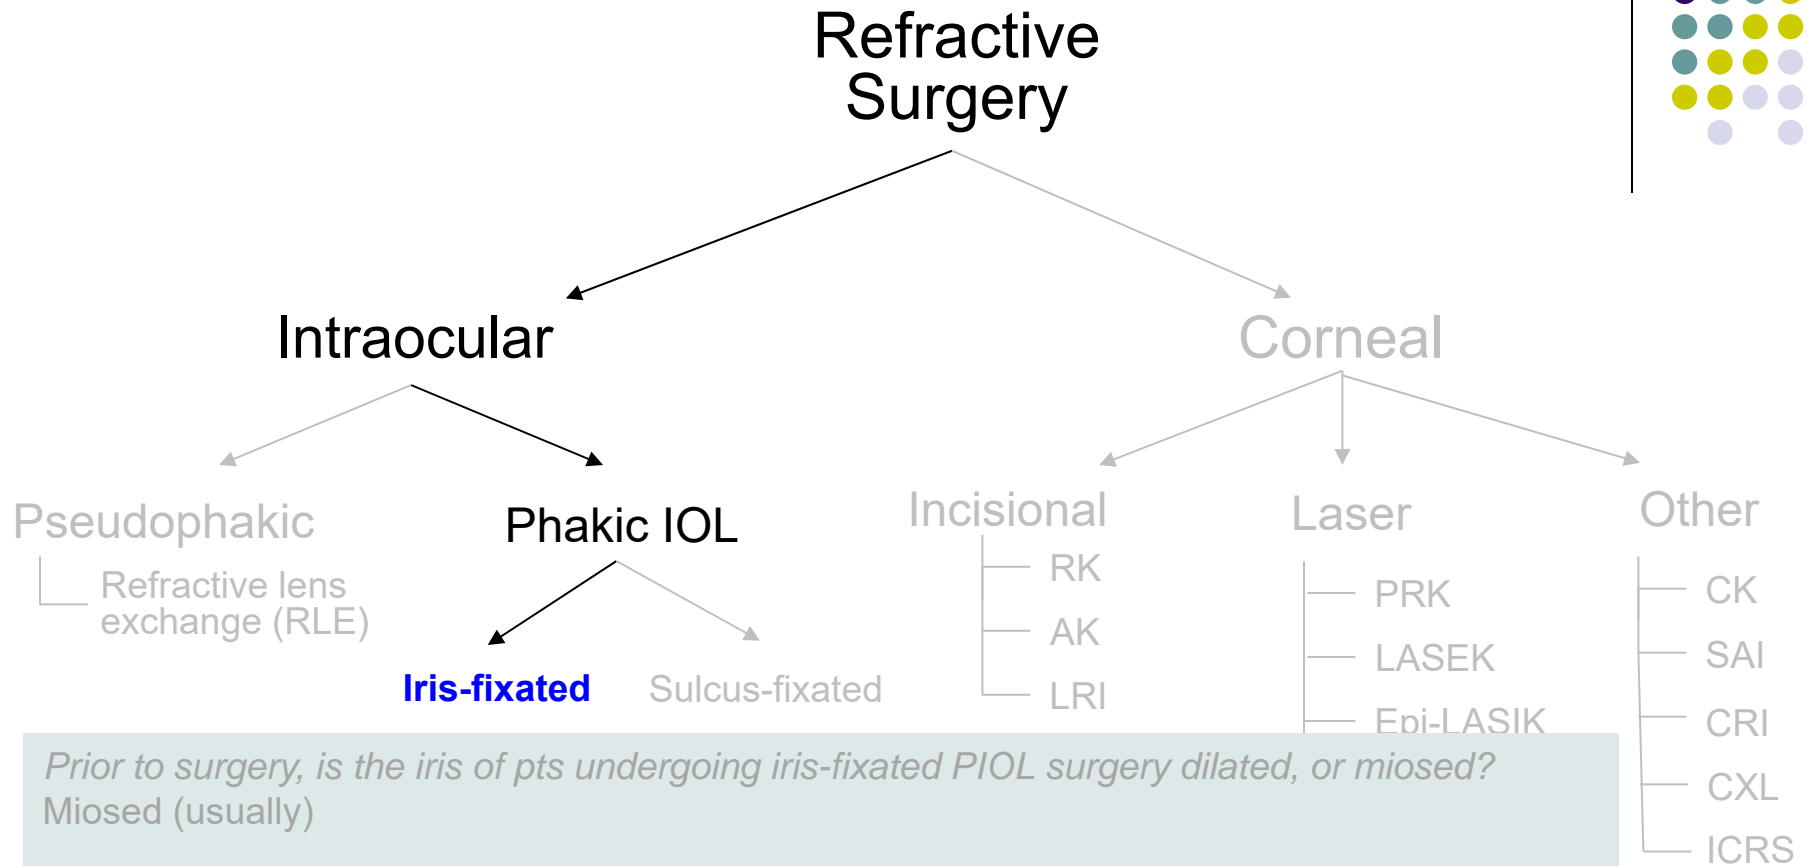 Refractive
Surgery
Intraocular
Corneal
Pseudophakic
Refractive lens
exchange (RLE)
Phakic IOL
Iris-fixated
Sulcus-fixated
Incisional
RK
AK
LRI
Laser
PRK
LASEK
Epi-LASIK
Other
CK
SAI
CRI
CXL
ICRS
Prior to surgery, is the iris of pts undergoing iris-fixated PIOL surgery dilated, or miosed?
Miosed (usually)